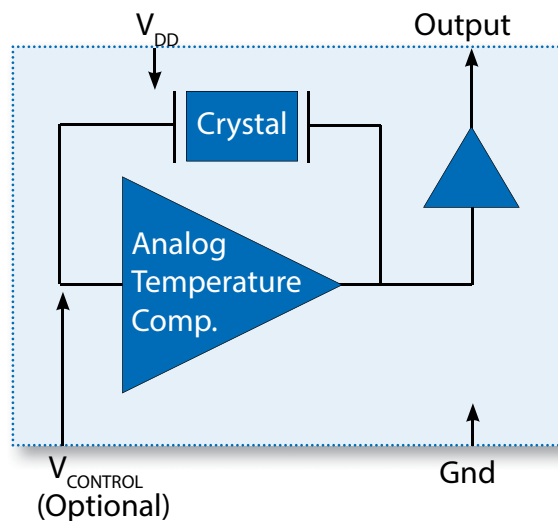 VDD
Output
Crystal
Analog
Temperature
Comp.
VCONTROL
(Optional)
Gnd